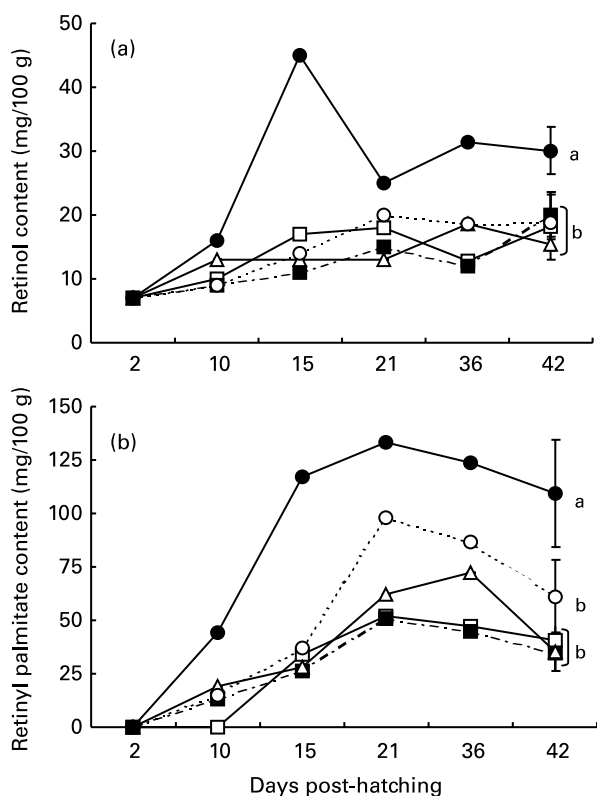 (a)
Retinol content (mg/100 g)
50
40
30
20
10
0
a
b
2 10 15 21 36 42
(b)
Retinyl palmitate content (mg/100 g)
150
125
100
75
50
25
0
a
b
b
2 10 15 21 36 42
Days post-hatching